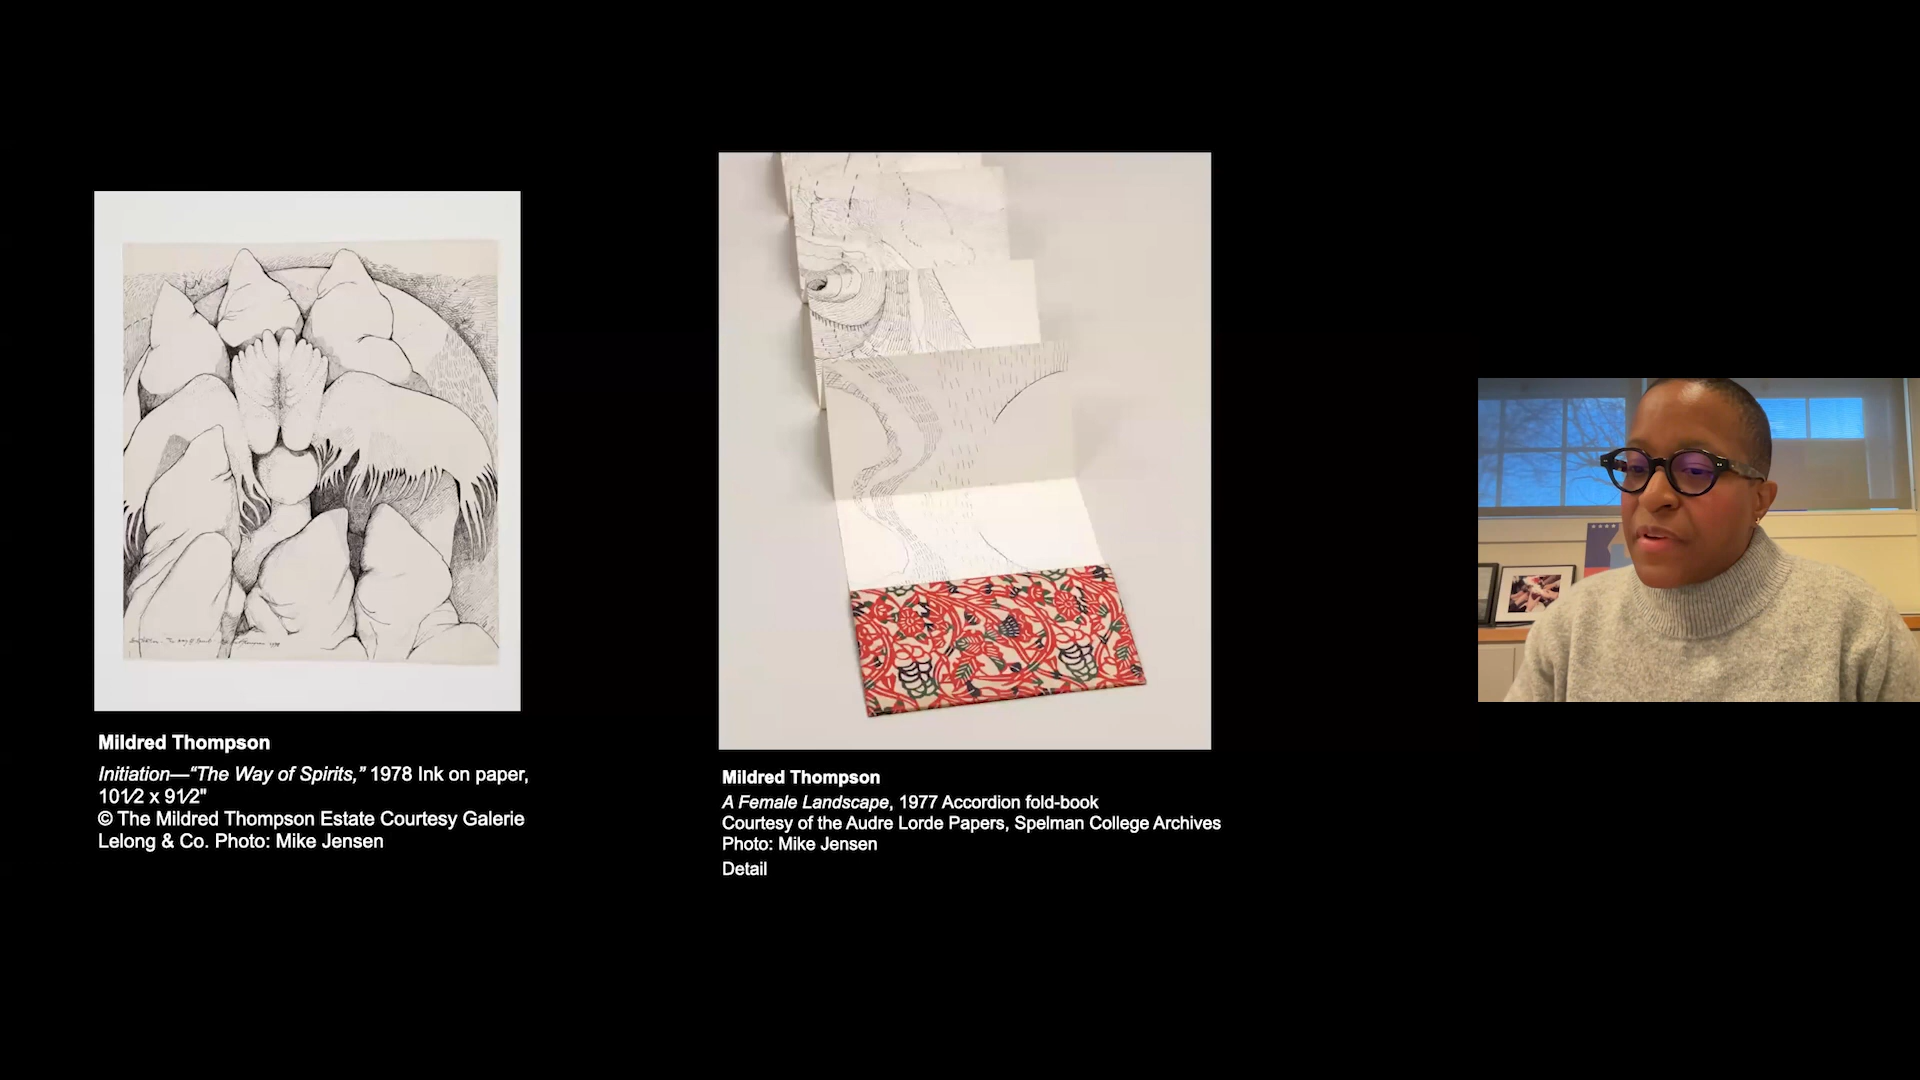 Mildred Thompson
Initiation—“The Way of Spirits,” 1978 Ink on paper,
101⁄2 x 91⁄2"
© The Mildred Thompson Estate Courtesy Galerie
Lelong & Co. Photo: Mike Jensen
Mildred Thompson
A Female Landscape, 1977 Accordion fold-book
Courtesy of the Audre Lorde Papers, Spelman College Archives
Photo: Mike Jensen
Detail